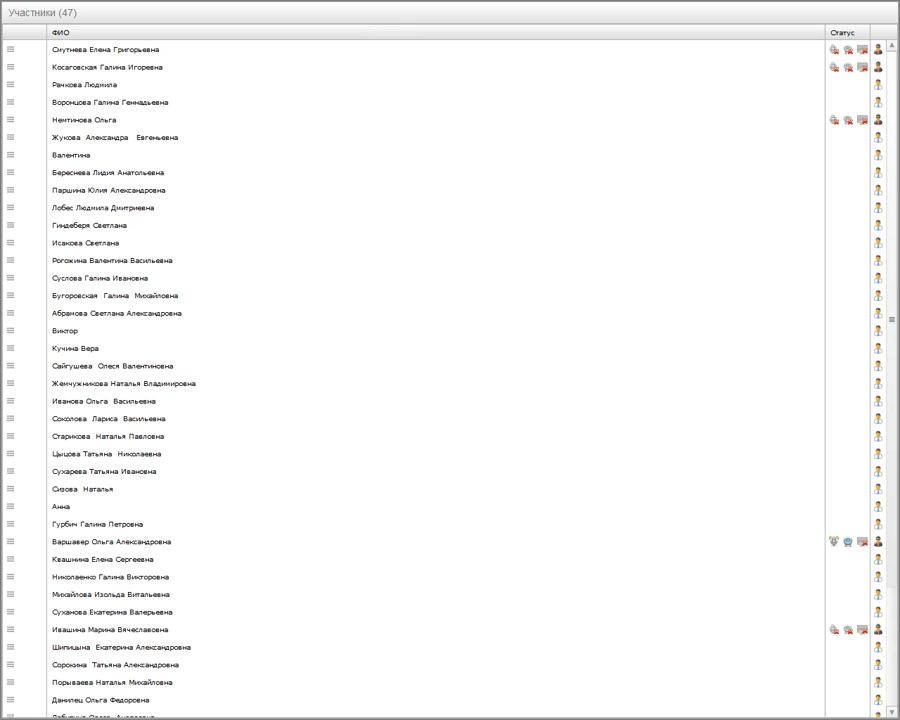 Участники (47)
ФИО Статус
Смутнева Елена Григорьевна
Косаговская Галина Игоревна
Рачкова Людмила
Воронцова Галина Геннадьевна
Немтинова Ольга
Жукова Александра Евгеньевна
Валентина
Береснева Лидия Анатольевна
Паршина Юлия Александровна
Лобес Людмила Дмитриевна
Гиндеберя Светлана
Исакова Светлана
Рогожина Валентина Васильевна
Суслова Галина Ивановна
Бугоровская Галина Михайловна
Абрамова Светлана Александровна
Виктор
Кучина Вера
Сайгушева Олеся Валентиновна
Жемчужникова Наталья Владимировна
Иванова Ольга Васильевна
Соколова Лариса Васильевна
Старикова Наталья Павловна
Цыцова Татьяна Николаевна
Сухарева Татьяна Ивановна
Сизова Наталья
Анна
Гурбич Галина Петровна
Варшавер Ольга Александровна
Квашнина Елена Сергеевна
Николаенко Галина Викторовна
Михайлова Изольда Витальевна
Суханова Екатерина Валерьевна
Ивашина Марина Вячеславовна
Шипицына Екатерина Александровна
Сорокина Татьяна Александровна
Порываева Наталья Михайловна
Данилец Ольга Федоровна